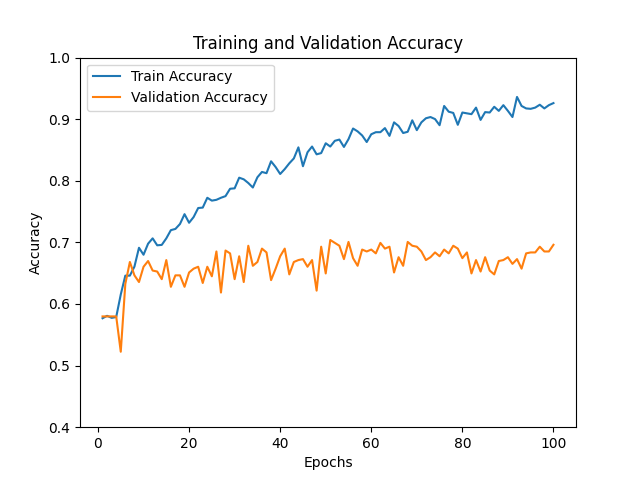 Training and Validation Accuracy
Train Accuracy
Validation Accuracy
1.0
0.9
0.8
0.7
0.6
0.5
0.4
Accuracy
0 20 40 60 80 100
Epochs